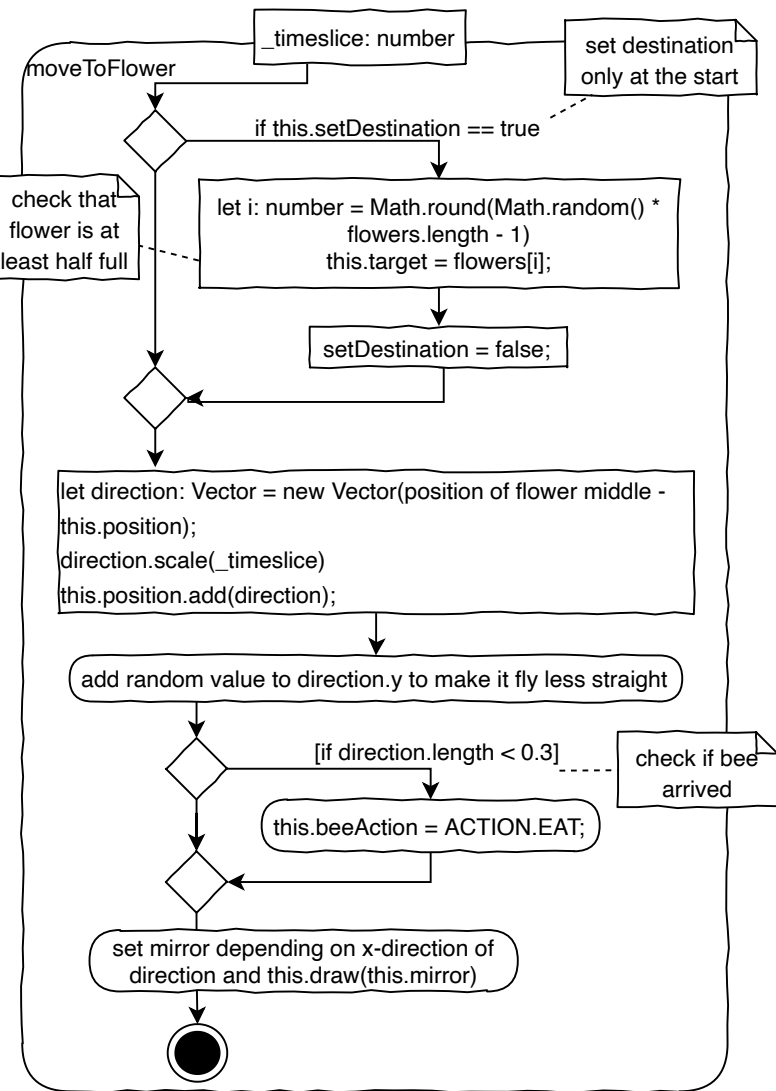 _timeslice: number
set destination
only at the start
moveToFlower
if this.setDestination == true
check that
flower is at
least half full
let i: number = Math.round(Math.random() *
flowers.length - 1)
this.target = flowers[i];
setDestination = false;
let direction: Vector = new Vector(position of flower middle -
this.position);
direction.scale(_timeslice)
this.position.add(direction);
add random value to direction.y to make it fly less straight
[if direction.length < 0.3]
check if bee
arrived
this.beeAction = ACTION.EAT;
set mirror depending on x-direction of
direction and this.draw(this.mirror)